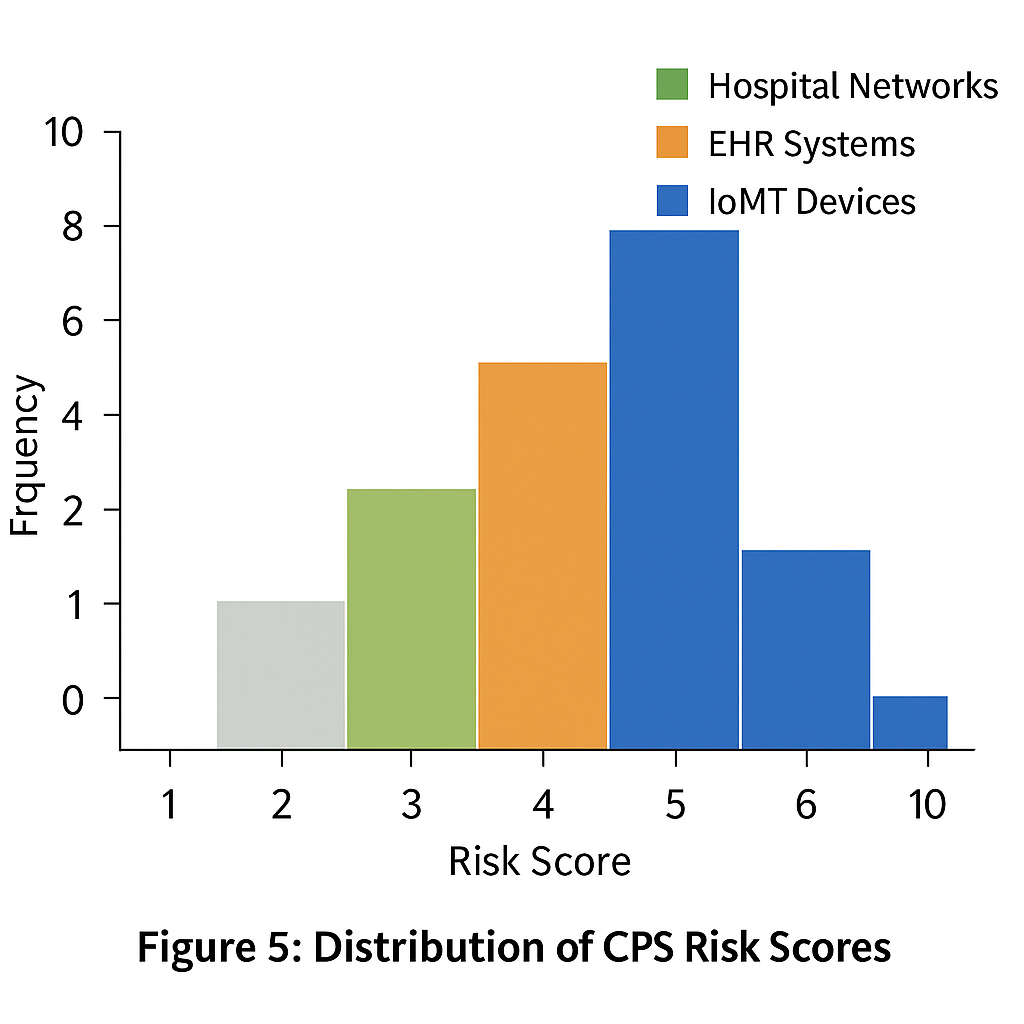 Hospital Networks
EHR Systems
IoMT Devices
10
8
6
4
2
1
0
Frquency
1 2 3 4 5 6 10
Risk Score
Figure 5: Distribution of CPS Risk Scores